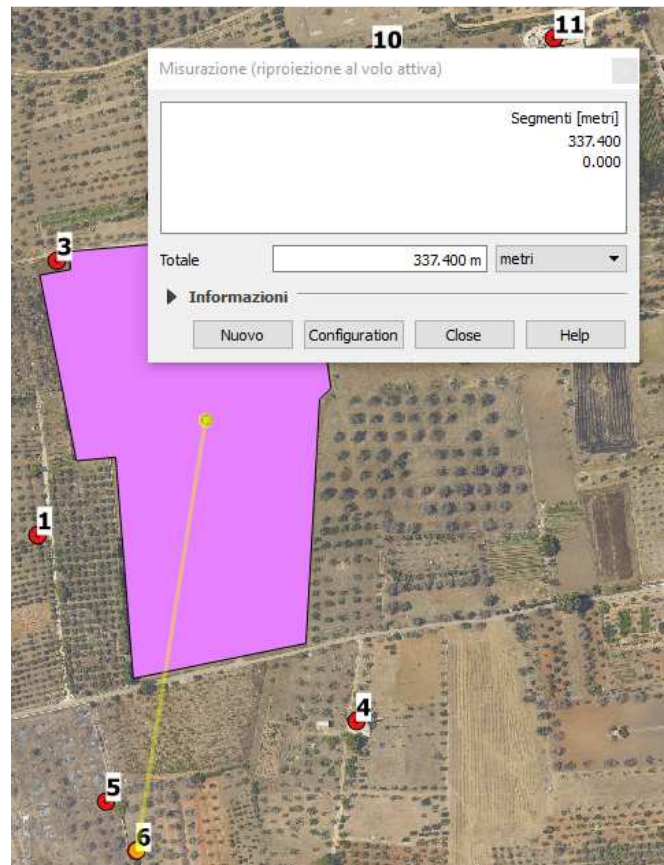 11
10
Misurazione (riproiezione al volo attiva)
Segmenti [metri]
337.400
0.000
3
Totale 337.400 m metri
Informazioni
Nuovo Configuration Close Help
1
4
5
6